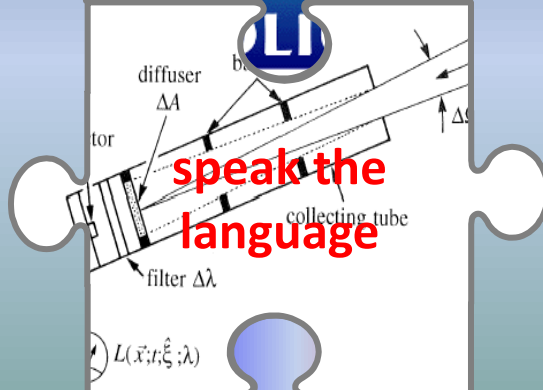 diffuser
ΔA
speak the
language
collecting tube
filter Δλ
L(x⃗;t;ξ̂;λ)